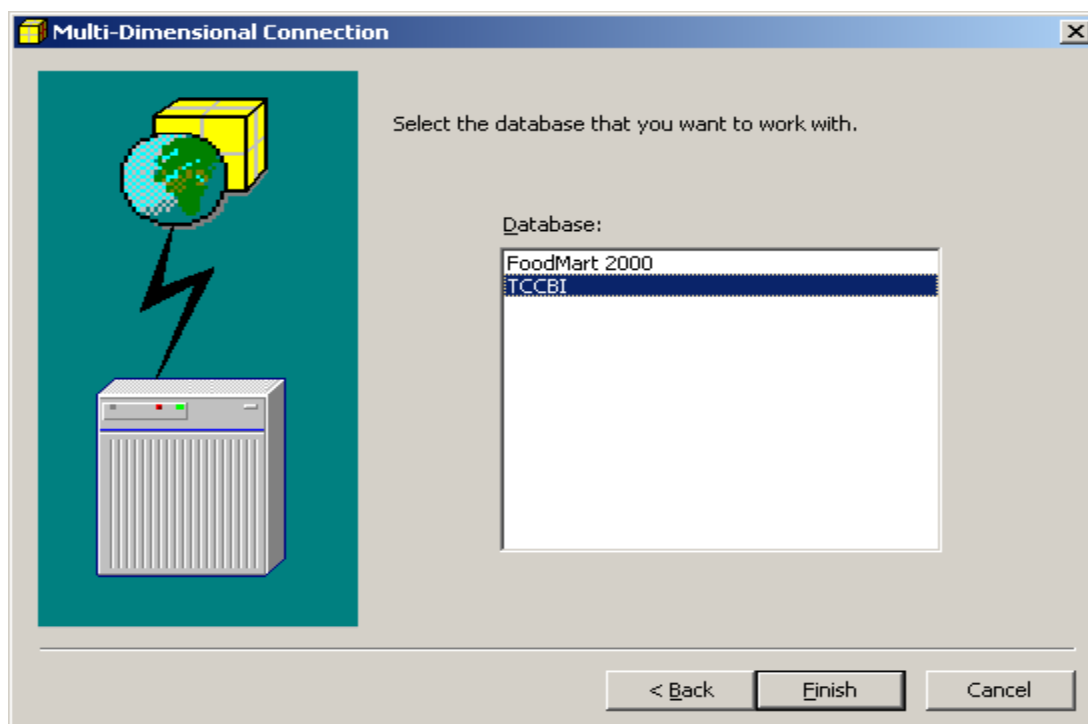 Multi-Dimensional Connection
Select the database that you want to work with.
Database:
FoodMart 2000
TCCBI
< Back
Finish
Cancel